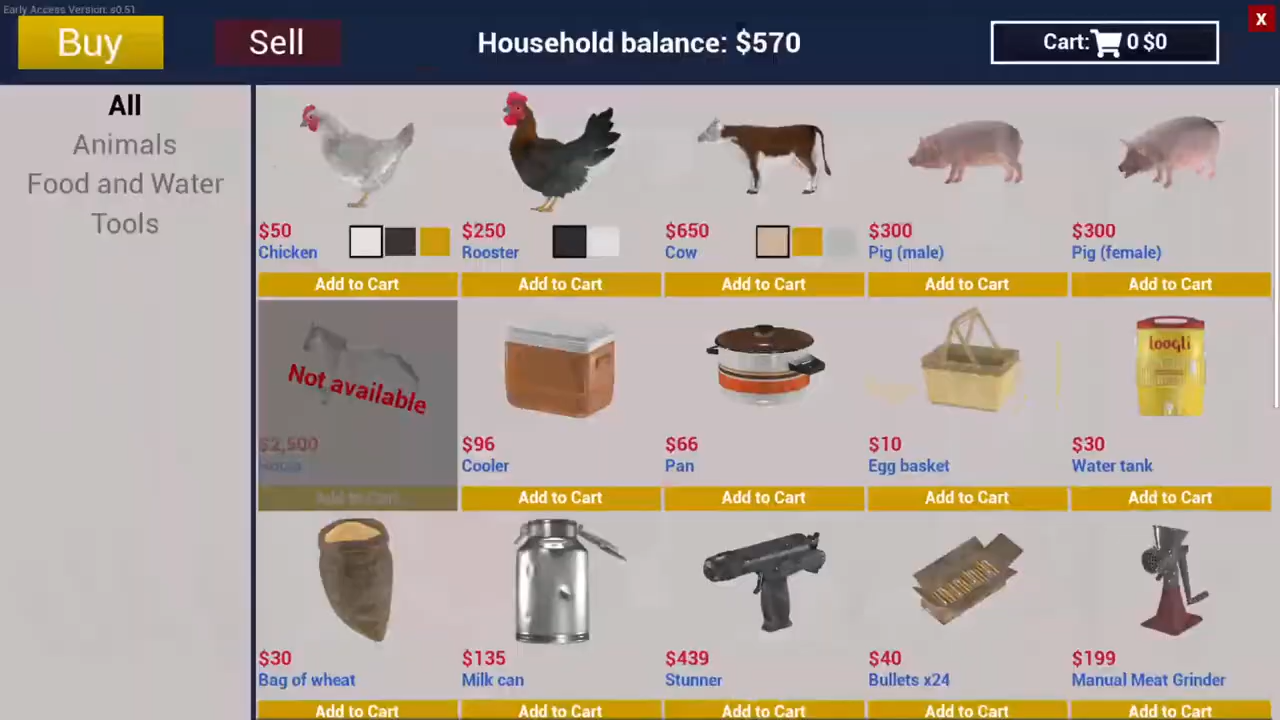 Early Access Version: s0.51
Buy
Sell
Household balance: $570
Cart: 0 $0
X
All
Animals
Food and Water
Tools
$50
Chicken
Add to Cart
$250
Rooster
Add to Cart
$650
Cow
Add to Cart
$300
Pig (male)
Add to Cart
$300
Pig (female)
Add to Cart
Not available
$2,500
Add to Cart
$96
Cooler
Add to Cart
$66
Pan
Add to Cart
$10
Egg basket
Add to Cart
loogli
$30
Water tank
Add to Cart
$30
Bag of wheat
Add to Cart
$135
Milk can
Add to Cart
$439
Stunner
Add to Cart
$40
Bullets x24
Add to Cart
$199
Manual Meat Grinder
Add to Cart